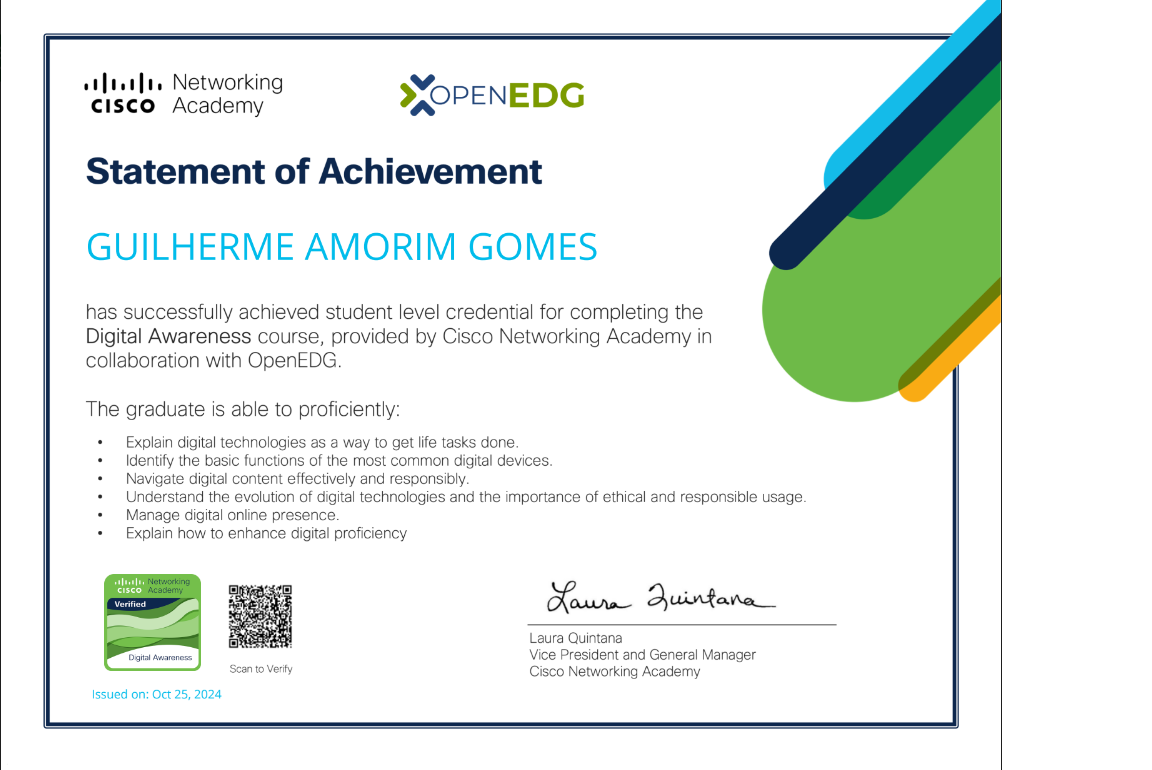 CISCO Networking Academy
OPENEDG
Statement of Achievement
GUILHERME AMORIM GOMES
has successfully achieved student level credential for completing the
Digital Awareness course, provided by Cisco Networking Academy in
collaboration with OpenEDG.
The graduate is able to proficiently:
• Explain digital technologies as a way to get life tasks done.
• Identify the basic functions of the most common digital devices.
• Navigate digital content effectively and responsibly.
• Understand the evolution of digital technologies and the importance of ethical and responsible usage.
• Manage digital online presence.
• Explain how to enhance digital proficiency
CISCO Networking Academy
Verified
Digital Awareness
Scan to Verify
Issued on: Oct 25, 2024
Laura Quintana
Laura Quintana
Vice President and General Manager
Cisco Networking Academy